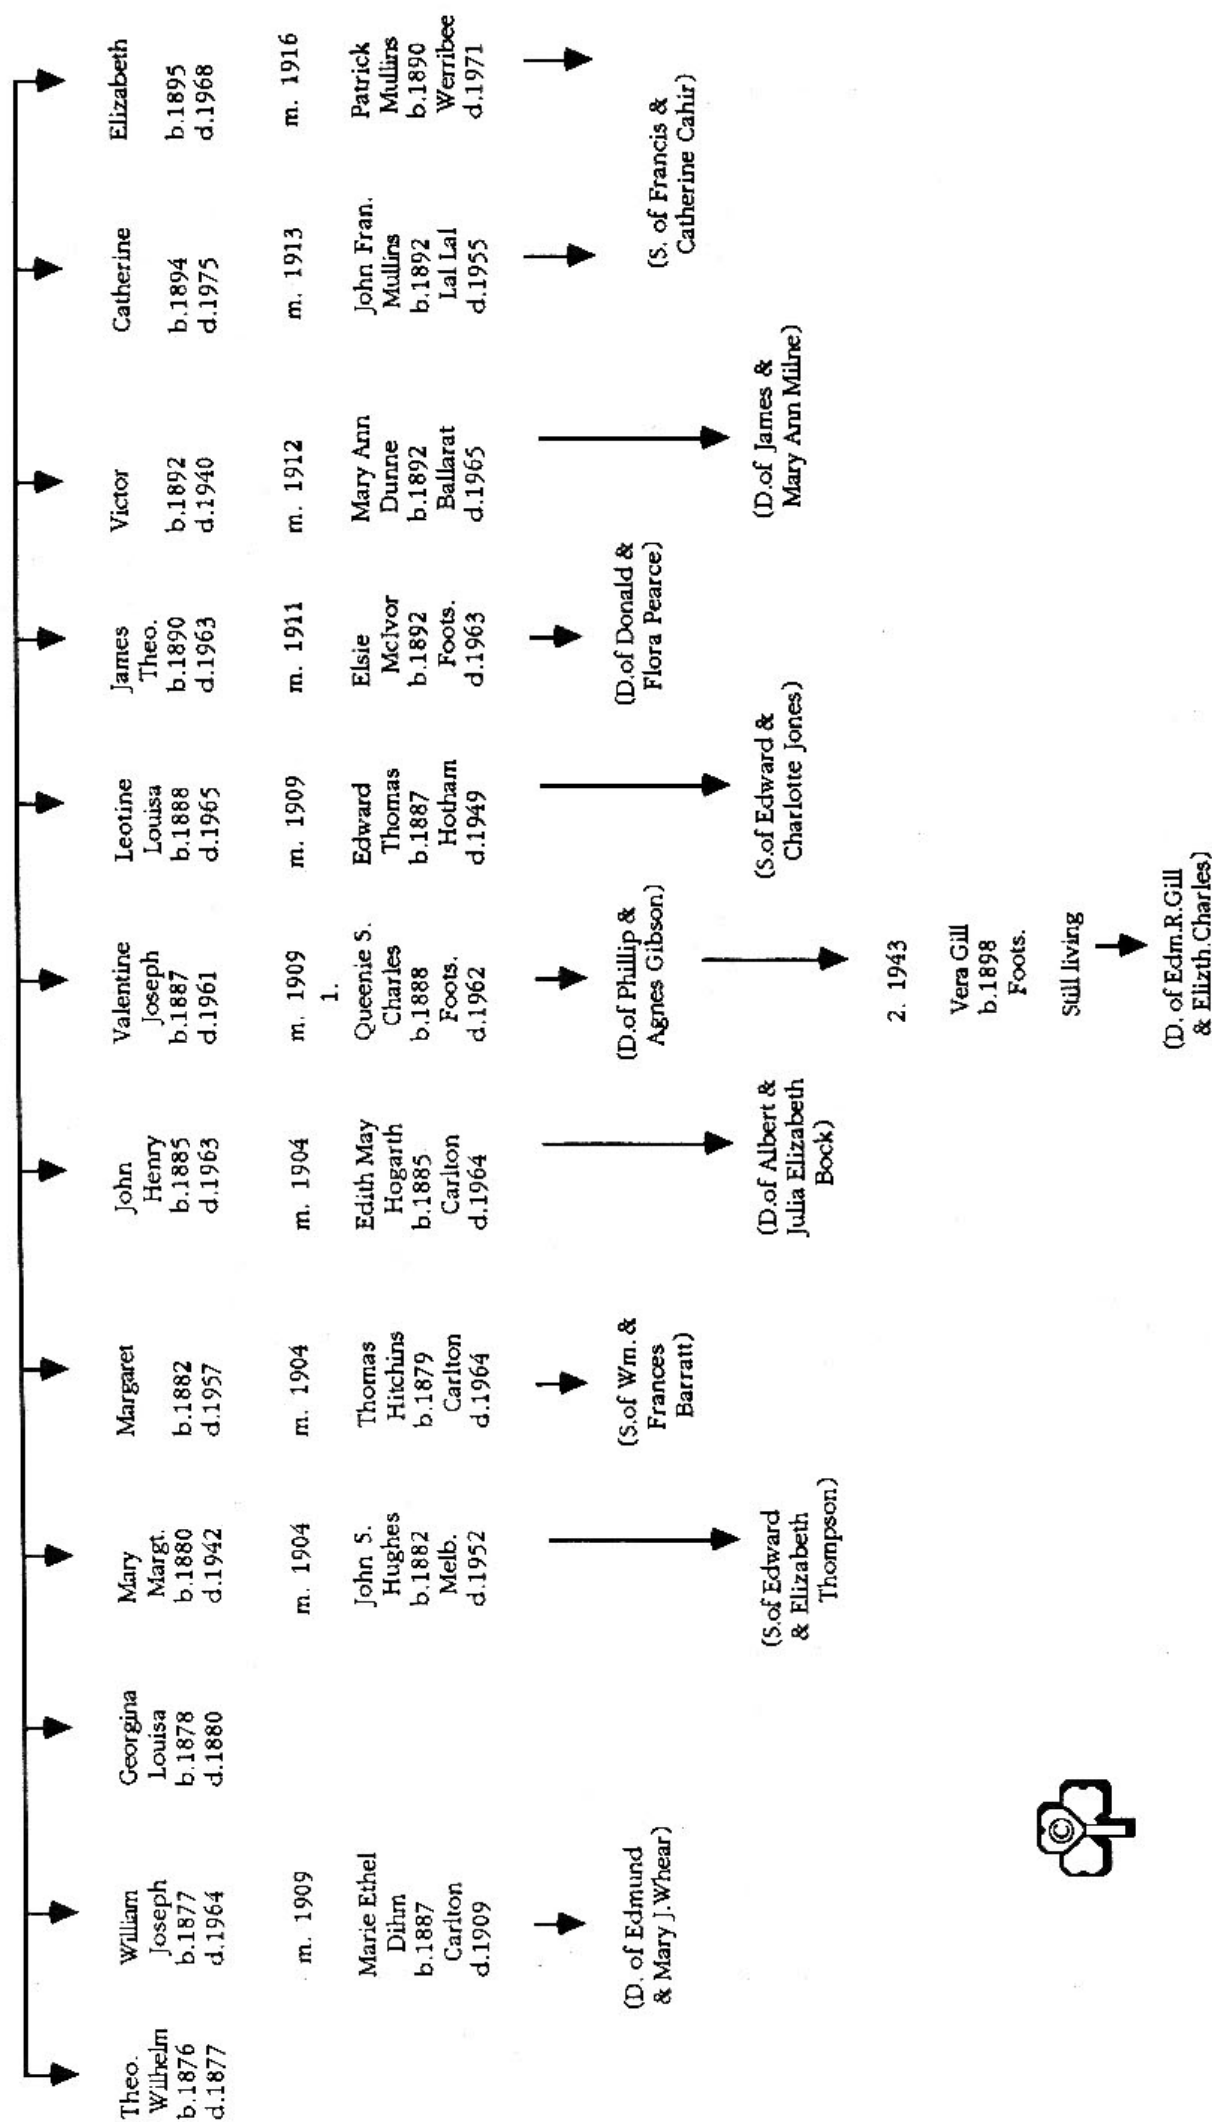 Theo.
Wilhelm
b.1876
d.1877
William
Joseph
b.1877
d.1964
m. 1909
Marie Ethel
Dihm
b.1887
Carlton
d.1909
(D. of Edmund
& Mary J.Whear)
Georgina
Louisa
b.1878
d.1880
Mary
Margt.
b.1880
d.1942
m. 1904
John S.
Hughes
b.1882
Melb.
d.1952
(S.of Edward
& Elizabeth
Thompson)
Margaret
b.1882
d.1957
m. 1904
Thomas
Hitchins
b.1879
Carlton
d.1964
(S.of Wm. &
Frances
Barratt)
John
Henry
b.1885
d.1963
m. 1904
Edith May
Hogarth
b.1885
Carlton
d.1964
(D.of Albert &
Julia Elizabeth
Bock)
Valentine
Joseph
b.1887
d.1961
m. 1909
1.
Queenie S.
Charles
b.1888
Foots.
d.1962
(D.of Phillip &
Agnes Gibson)
2. 1943
Vera Gill
b.1898
Foots.
Still living
(D. of Edm.R.Gill
& Elizth.Charles)
Leotine
Louisa
b.1888
d.1965
m. 1909
Edward
Thomas
b.1887
Hotham
d.1949
(S.of Edward &
Charlotte Jones)
James
Theo.
b.1890
d.1963
m. 1911
Elsie
McIvor
b.1892
Foots.
d.1963
(D.of Donald &
Flora Pearce)
Victor
b.1892
d.1940
m. 1912
Mary Ann
Dunne
b.1892
Ballarat
d.1965
(D.of James &
Mary Ann Milne)
Catherine
b.1894
d.1975
m. 1913
John Fran.
Mullins
b.1892
Lal Lal
d.1955
Elizabeth
b.1895
d.1968
m. 1916
Patrick
Mullins
b.1890
Werribee
d.1971
(S. of Francis &
Catherine Cahir)
©